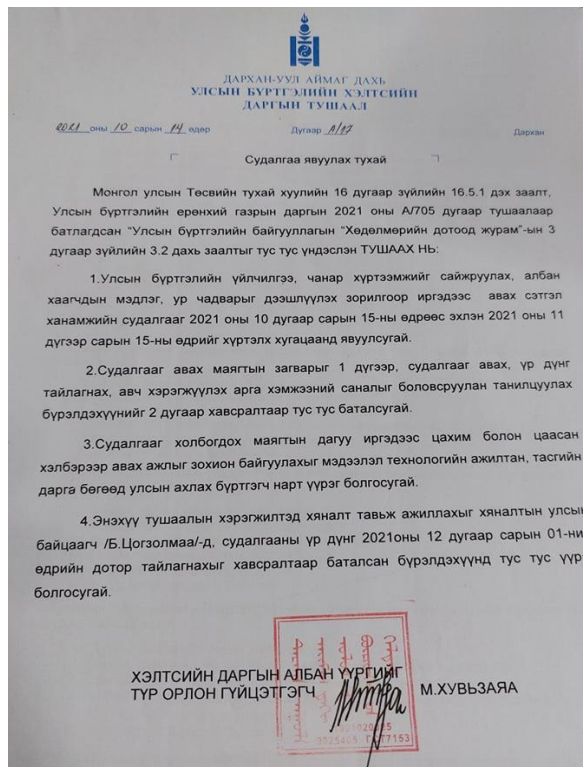 ДАРХАН-УУЛ АЙМАГ ДАХЬ
УЛСЫН БҮРТГЭЛИЙН ХЭЛТСИЙН
ДАРГЫН ТУШААЛ
2021 оны 10 сарын 14 өдөр Дугаар А/17 Дархан
Судалгаа явуулах тухай
Монгол улсын Төсвийн тухай хуулийн 16 дугаар зүйлийн 16.5.1 дэх заалт,
Улсын бүртгэлийн ерөнхий газрын даргын 2021 оны А/705 дугаар тушаалаар
батлагдсан "Улсын бүртгэлийн байгууллагын "Хөдөлмөрийн дотоод журам"-ын 3
дугаар зүйлийн 3.2 дахь заалтыг тус тус үндэслэн ТУШААХ НЬ:
1.Улсын бүртгэлийн үйлчилгээ, чанар хүртээмжийг сайжруулах, албан
хаагчдын мэдлэг, ур чадварыг дээшлүүлэх зорилгоор иргэдээс авах сэтгэл
ханамжийн судалгааг 2021 оны 10 дугаар сарын 15-ны өдрөөс эхлэн 2021 оны 11
дүгээр сарын 15-ны өдрийг хүртэлх хугацаанд явуулсугай.
2.Судалгааг авах маягтын загварыг 1 дүгээр, судалгааг авах, үр дүнг
тайлагнах, авч хэрэгжүүлэх арга хэмжээний саналыг боловсруулан танилцуулах
бүрэлдэхүүнийг 2 дугаар хавсралтаар тус тус баталсугай.
3.Судалгааг холбогдох маягтын дагуу иргэдээс цахим болон цаасан
хэлбэрээр авах ажлыг зохион байгуулахыг мэдээлэл технологийн ажилтан, тасгийн
дарга бөгөөд улсын ахлах бүртгэгч нарт үүрэг болгосугай.
4.Энэхүү тушаалын хэрэгжилтэд хяналт тавьж ажиллахыг хяналтын улсын
байцаагч /Б.Цогзолмаа/-д, судалгааны үр дүнг 2021оны 12 дугаар сарын 01-ний
өдрийн дотор тайлагнахыг хавсралтаар баталсан бүрэлдэхүүнд тус тус үүрэг
болгосугай.
ХЭЛТСИЙН ДАРГЫН АЛБАН ҮҮРГИЙГ
ТҮР ОРЛОН ГҮЙЦЭТГЭГЧ М.ХУВЬЗАЯА